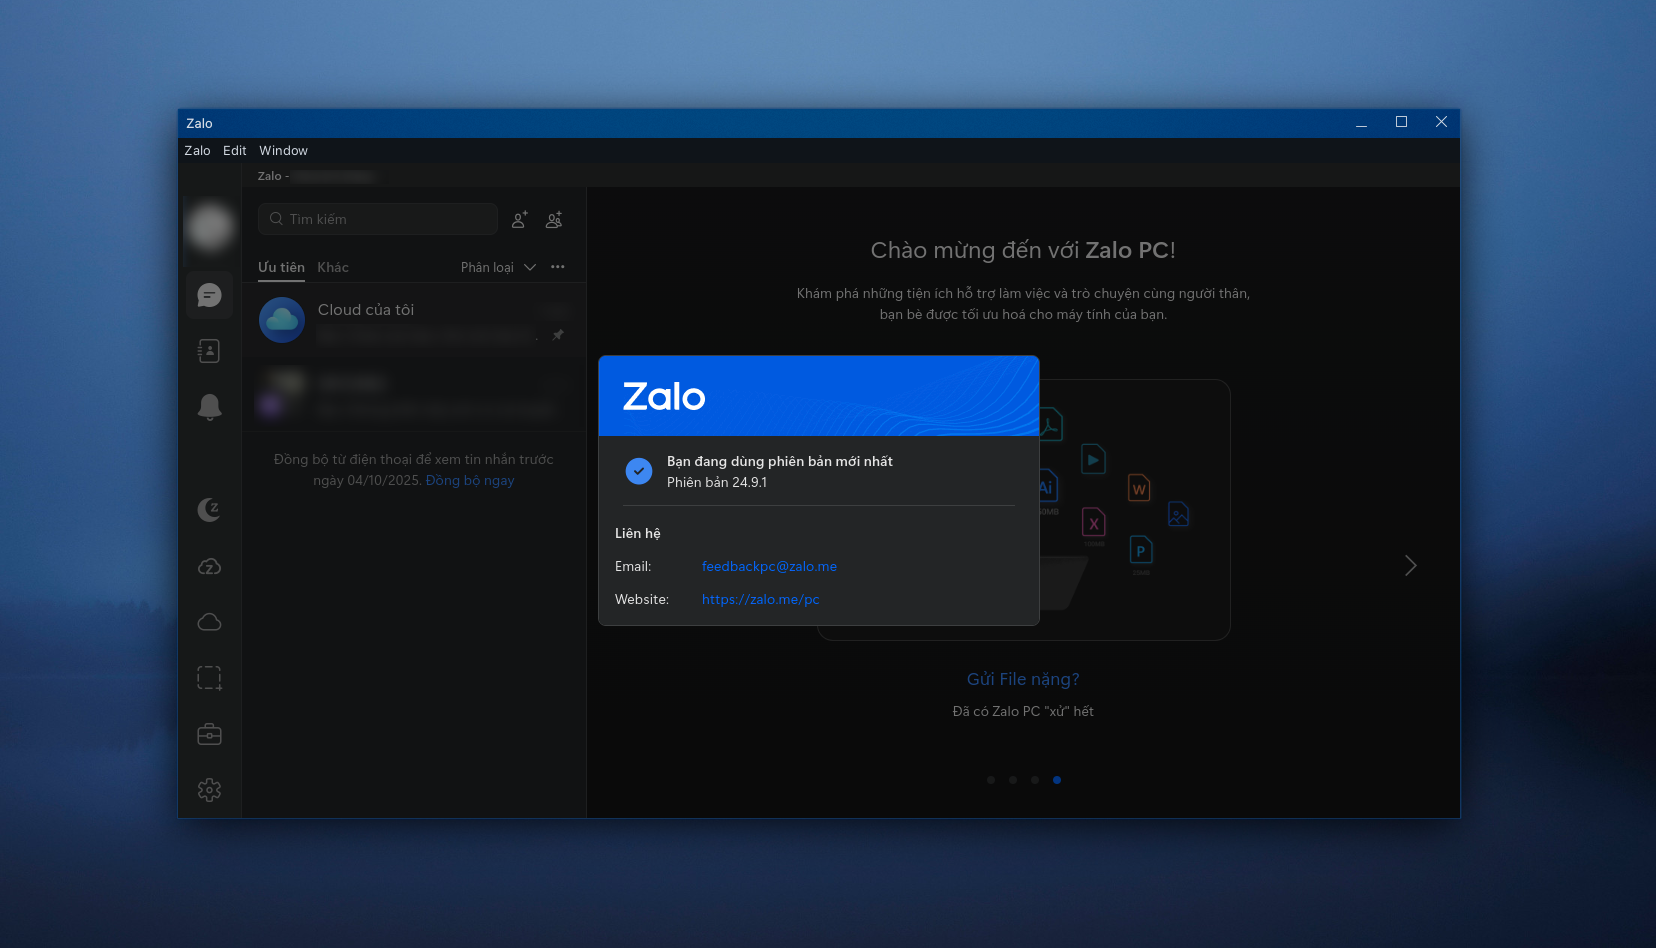 Zalo
Zalo Edit Window
Zalo -
Tìm kiếm
Ưu tiên Khác Phân loại
Cloud của tôi
Đồng bộ từ điện thoại để xem tin nhắn trước
ngày 04/10/2025. Đồng bộ ngay
Chào mừng đến với Zalo PC!
Khám phá những tiện ích hỗ trợ làm việc và trò chuyện cùng người thân,
bạn bè được tối ưu hoá cho máy tính của bạn.
Zalo
Bạn đang dùng phiên bản mới nhất
Phiên bản 24.9.1
Liên hệ
Email: feedbackpc@zalo.me
Website: https://zalo.me/pc
Ai
W
X
P
Gửi File nặng?
Đã có Zalo PC "xử" hết